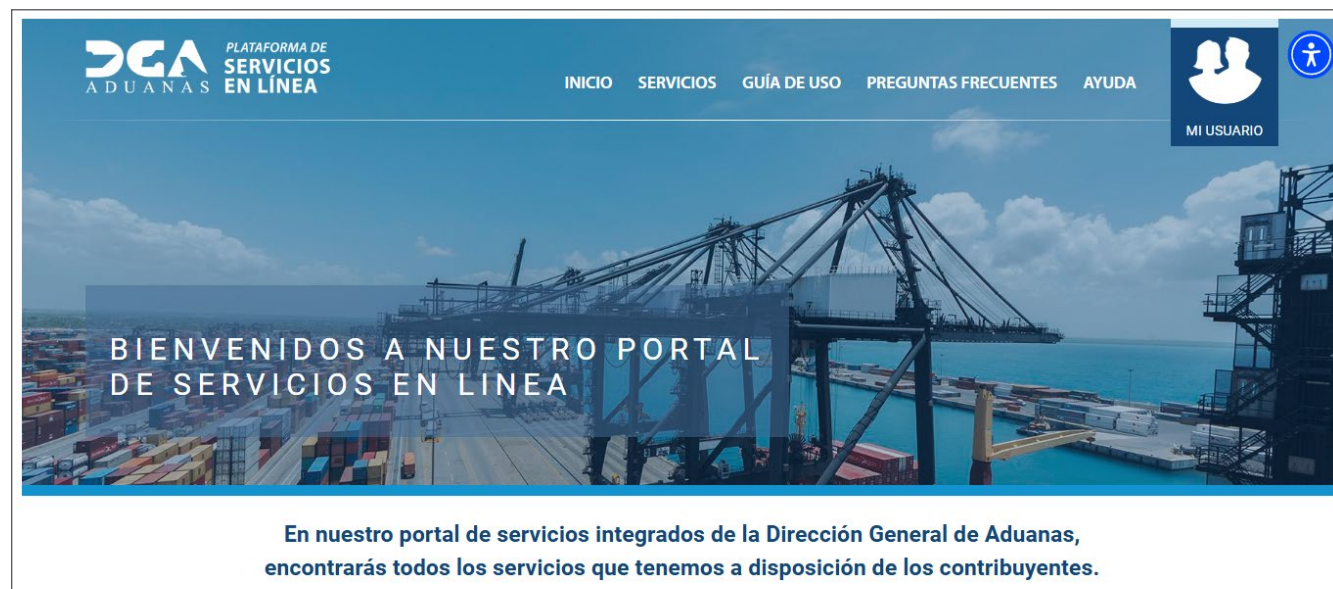 DGA
ADUANAS
PLATAFORMA DE
SERVICIOS
EN LÍNEA
INICIO SERVICIOS GUÍA DE USO PREGUNTAS FRECUENTES AYUDA
MI USUARIO
BIENVENIDOS A NUESTRO PORTAL
DE SERVICIOS EN LINEA
En nuestro portal de servicios integrados de la Dirección General de Aduanas,
encontrarás todos los servicios que tenemos a disposición de los contribuyentes.